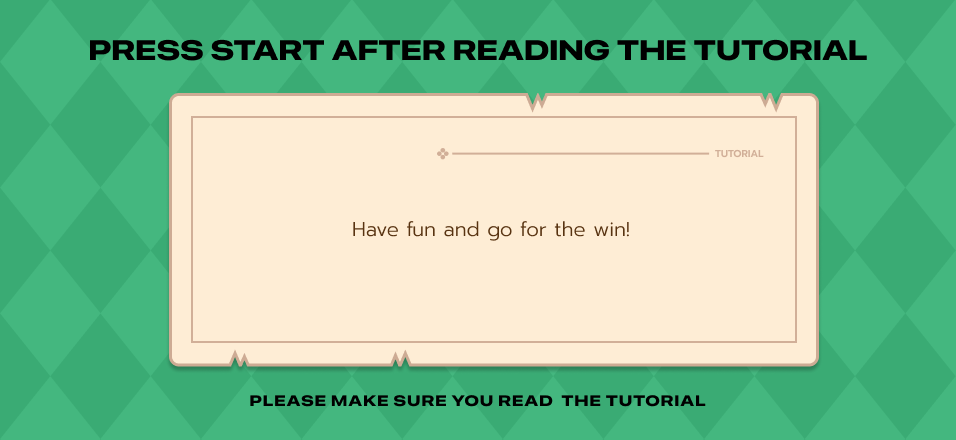 PRESS START AFTER READING THE TUTORIAL
TUTORIAL
Have fun and go for the win!
PLEASE MAKE SURE YOU READ THE TUTORIAL